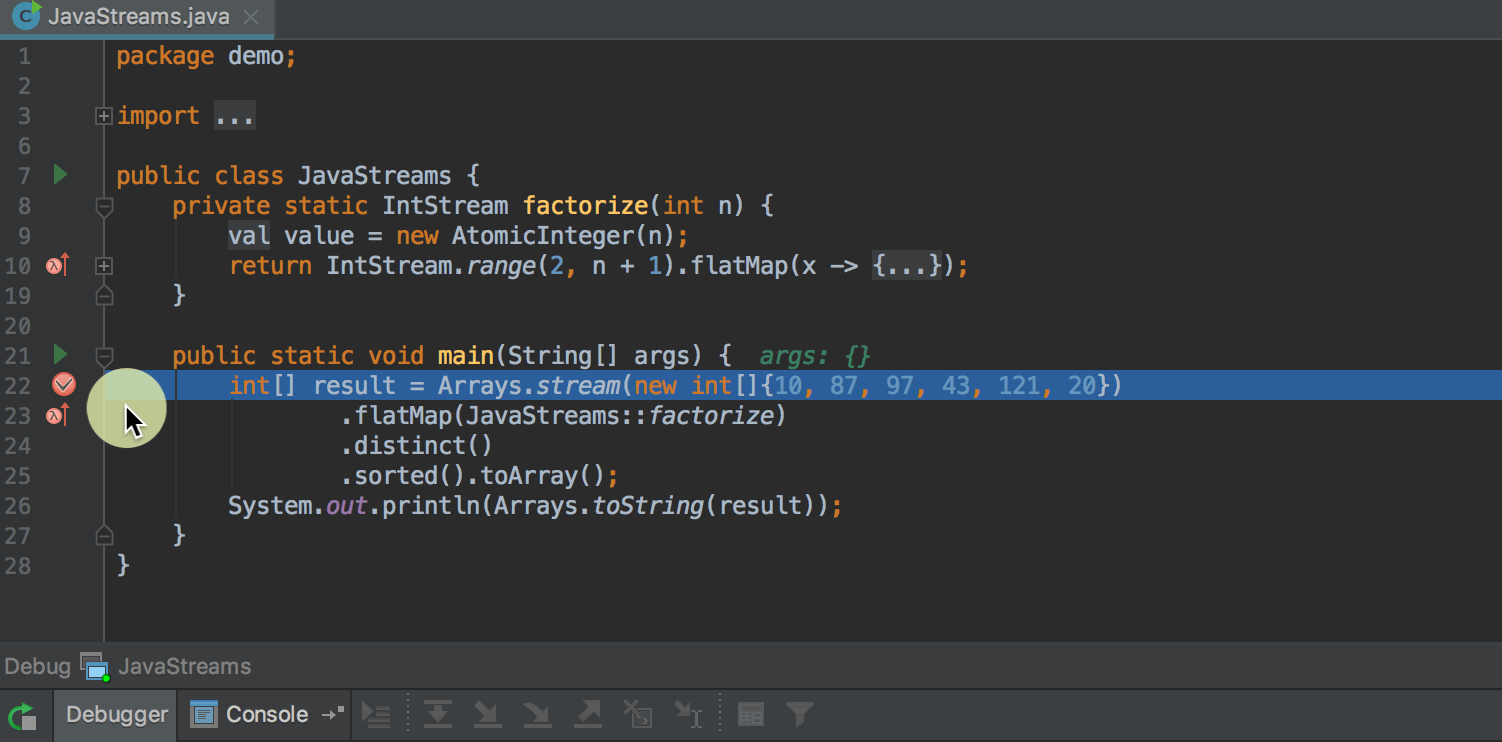 JavaStreams.java
1 package demo;
2
3 import ...
6
7 public class JavaStreams {
8 private static IntStream factorize(int n) {
9 val value = new AtomicInteger(n);
10 return IntStream.range(2, n + 1).flatMap(x -> {...});
19 }
20
21 public static void main(String[] args) { args: {}
22 int[] result = Arrays.stream(new int[]{10, 87, 97, 43, 121, 20})
23 .flatMap(JavaStreams::factorize)
24 .distinct()
25 .sorted().toArray();
26 System.out.println(Arrays.toString(result));
27 }
28 }
Debug JavaStreams
Debugger Console